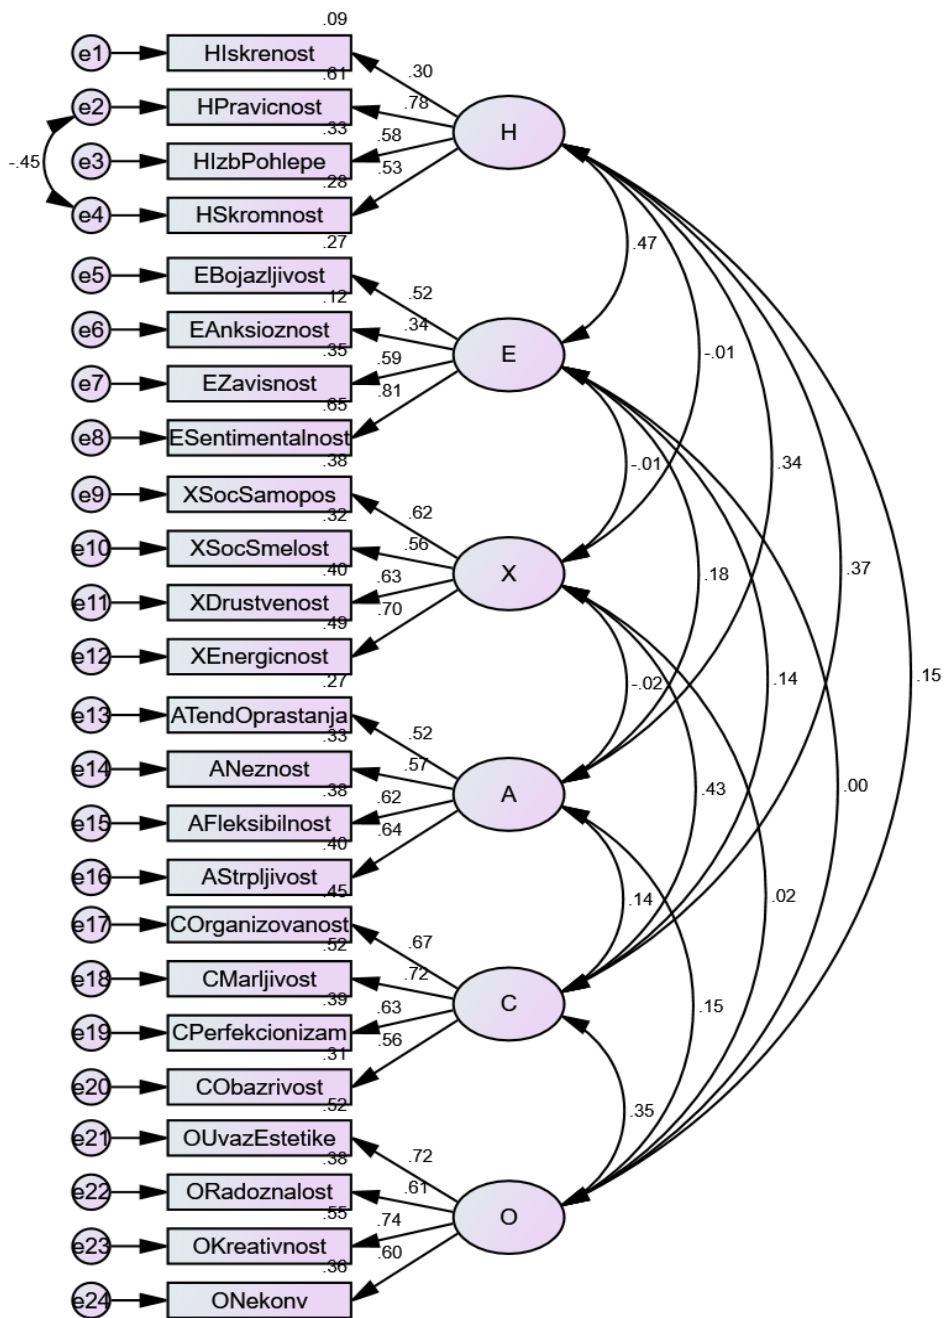 .09
e1 HIskrenost .30
.61
e2 HPravicnost .78 H
.33
-.45 e3 HIzbPohlepe .58
.28 .53
e4 HSkromnost
.27 .47
e5 EBojazljivost .52
.12
e6 EAnksioznost .34 E -.01
.35
e7 EZavisnost .59
.65 .81
e8 ESentimentalnost
.38 -.01 .34
e9 XSocSamopos .62
.32
e10 XSocSmelost .56 X .18 .37
.40
e11 XDrustvenost .63
.49 .70
e12 XEnergicnost
.27 -.02 .14 .15
e13 ATendOprastanja .52
.33
e14 ANeznost .57 A .43 .00
.38
e15 AFleksibilnost .62
.40 .64
e16 AStrpljivost
.45 .14 .02
e17 COrganizovanost .67
.52
e18 CMarljivost .72 C .15
.39
e19 CPerfekcionizam .63
.31 .56
e20 CObazrivost
.52 .35
e21 OUvazEstetike .72
.38
e22 ORadoznalost .61 O
.55
e23 OKreativnost .74
.36 .60
e24 ONekonv